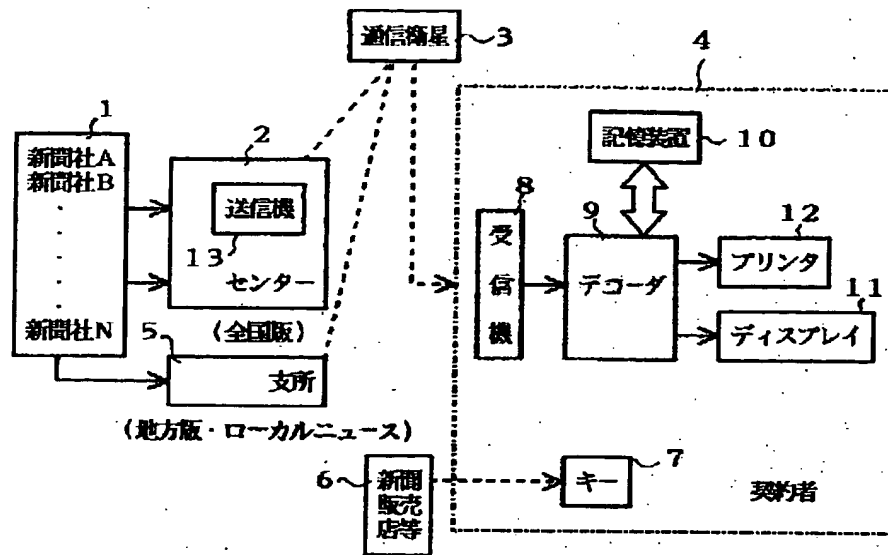 通信衛星
3
4
1
新聞社A
新聞社B
新聞社N
2
送信機
13
センター
(全国版)
5
支所
(地方版・ローカルニュース)
記憶装置
10
8
受信機
9
デコーダ
12
プリンタ
11
ディスプレイ
6
新聞
販売
店等
7
キー
契約者